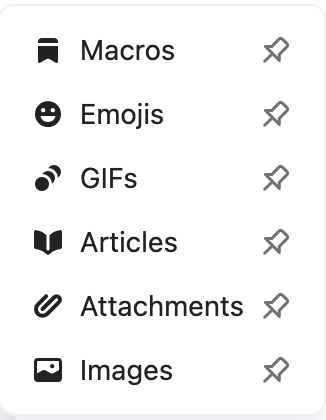 Macros
Emojis
GIFs
Articles
Attachments
Images